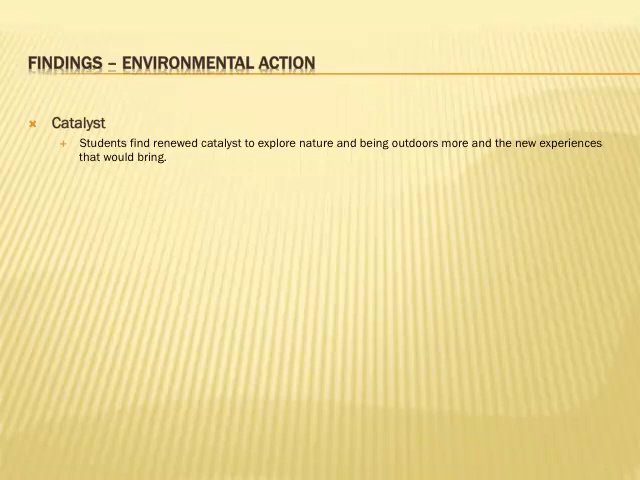 FINDINGS – ENVIRONMENTAL ACTION
Catalyst
Students find renewed catalyst to explore nature and being outdoors more and the new experiences
that would bring.